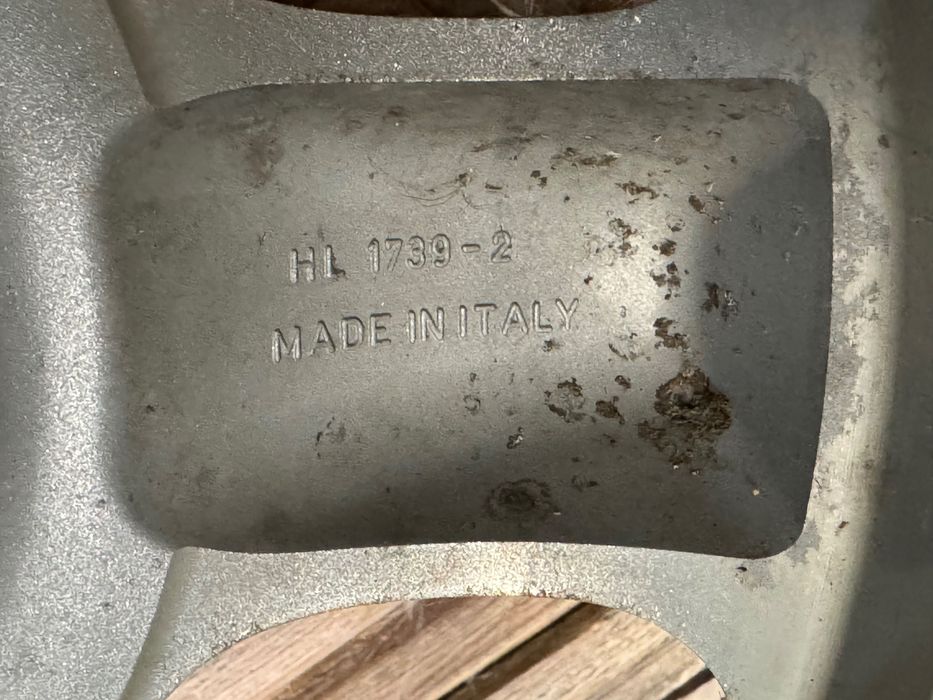 HL 1739-2
MADE IN ITALY